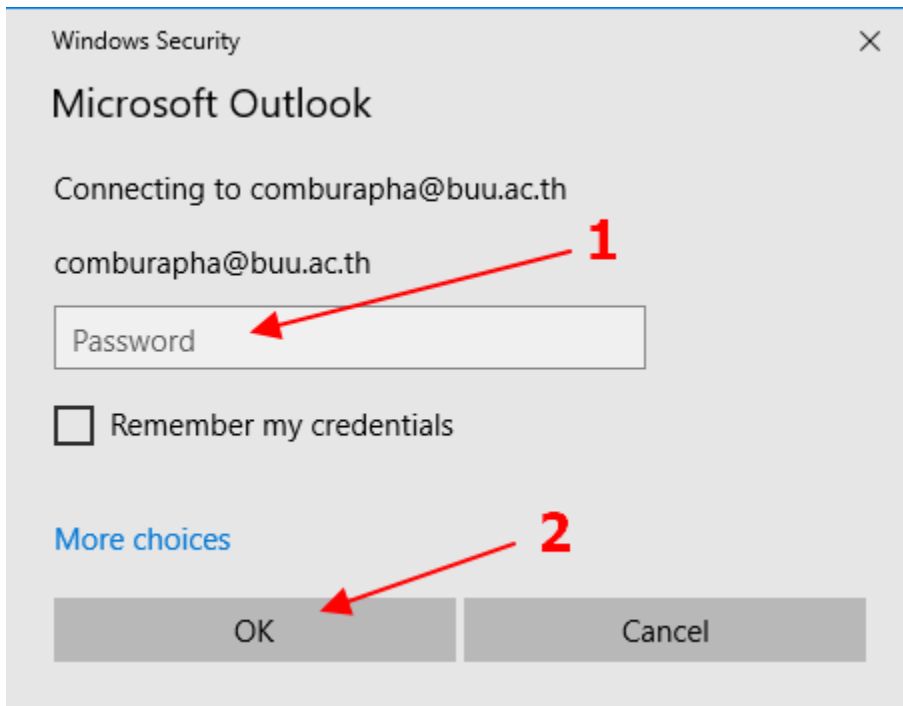 Windows Security
Microsoft Outlook
Connecting to comburapha@buu.ac.th
1
comburapha@buu.ac.th
Password
Remember my credentials
More choices
2
OK
Cancel